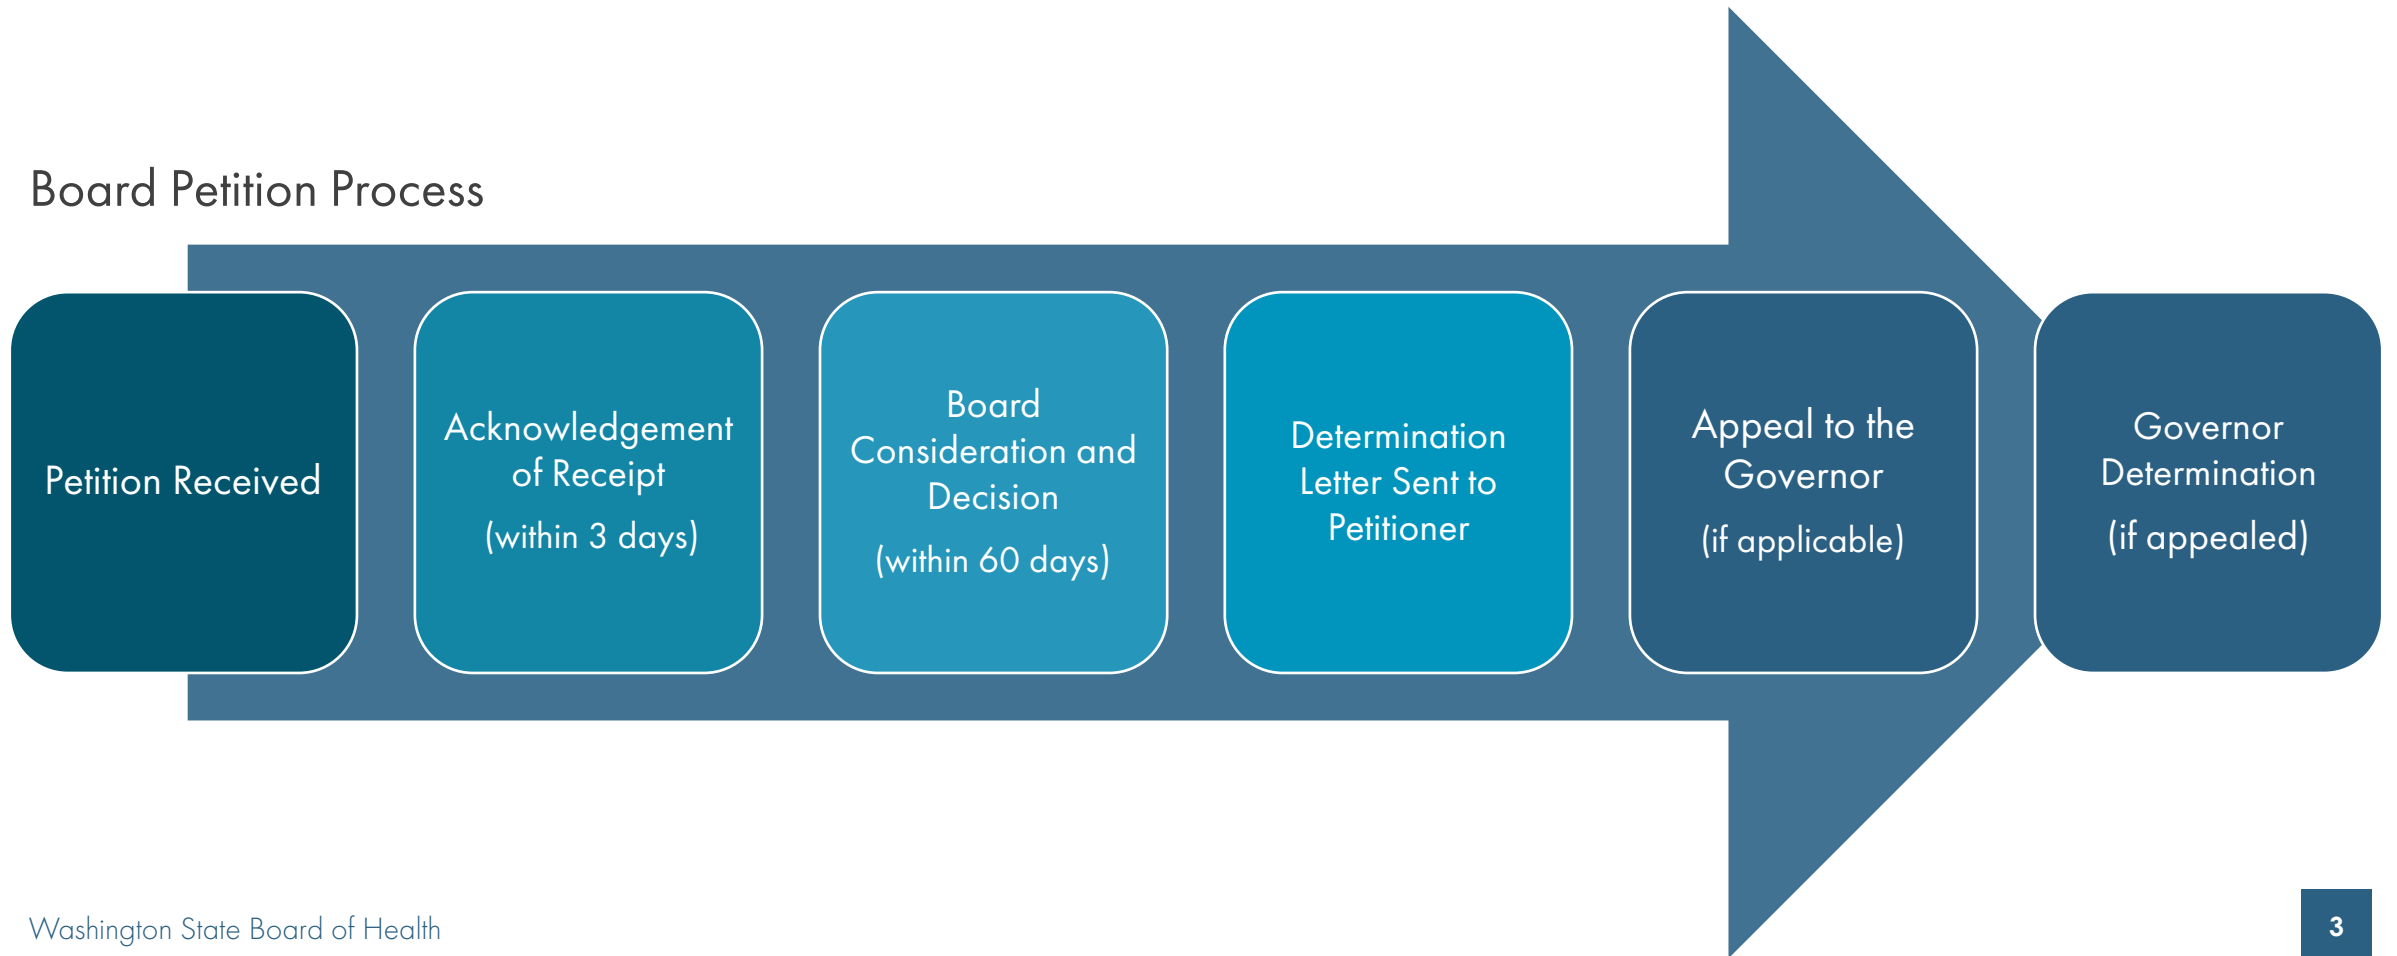 Board Petition Process
Petition Received
Acknowledgement
of Receipt
(within 3 days)
Board
Consideration and
Decision
(within 60 days)
Determination
Letter Sent to
Petitioner
Appeal to the
Governor
(if applicable)
Governor
Determination
(if appealed)
Washington State Board of Health
3